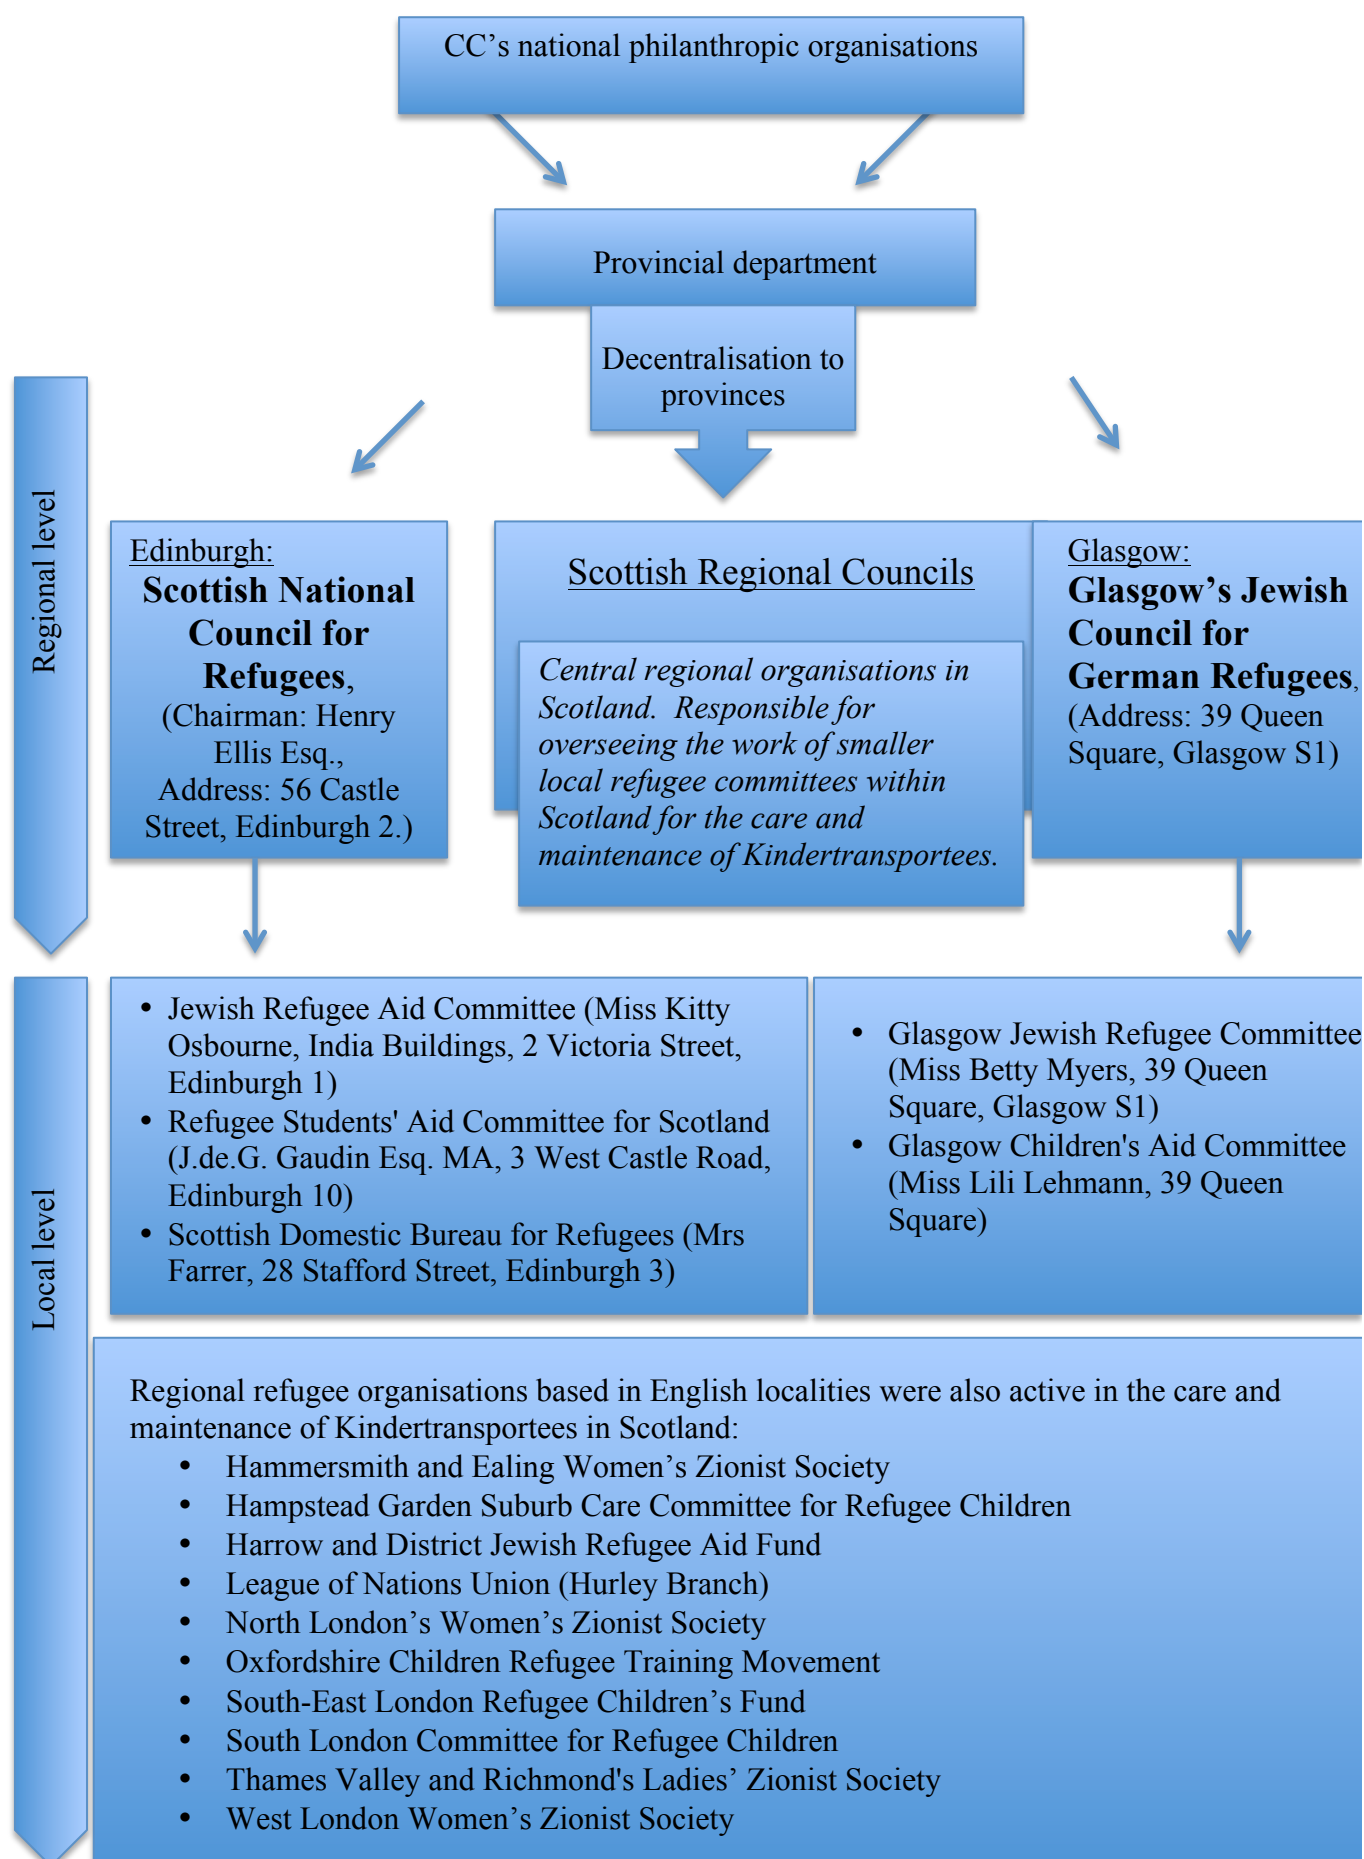 CC’s national philanthropic organisations
Provincial department
Decentralisation to
provinces
Regional level
Edinburgh:
Scottish National
Council for
Refugees,
(Chairman: Henry
Ellis Esq.,
Address: 56 Castle
Street, Edinburgh 2.)
Scottish Regional Councils
Central regional organisations in
Scotland.  Responsible for
overseeing the work of smaller
local refugee committees within
Scotland for the care and
maintenance of Kindertransportees.
Glasgow:
Glasgow’s Jewish
Council for
German Refugees,
(Address: 39 Queen
Square, Glasgow S1)
Local level
• Jewish Refugee Aid Committee (Miss Kitty
Osbourne, India Buildings, 2 Victoria Street,
Edinburgh 1)
• Refugee Students' Aid Committee for Scotland
(J.de.G. Gaudin Esq. MA, 3 West Castle Road,
Edinburgh 10)
• Scottish Domestic Bureau for Refugees (Mrs
Farrer, 28 Stafford Street, Edinburgh 3)
• Glasgow Jewish Refugee Committee
(Miss Betty Myers, 39 Queen
Square, Glasgow S1)
• Glasgow Children's Aid Committee
(Miss Lili Lehmann, 39 Queen
Square)
Regional refugee organisations based in English localities were also active in the care and
maintenance of Kindertransportees in Scotland:
• Hammersmith and Ealing Women’s Zionist Society
• Hampstead Garden Suburb Care Committee for Refugee Children
• Harrow and District Jewish Refugee Aid Fund
• League of Nations Union (Hurley Branch)
• North London’s Women’s Zionist Society
• Oxfordshire Children Refugee Training Movement
• South-East London Refugee Children’s Fund
• South London Committee for Refugee Children
• Thames Valley and Richmond's Ladies’ Zionist Society
• West London Women’s Zionist Society